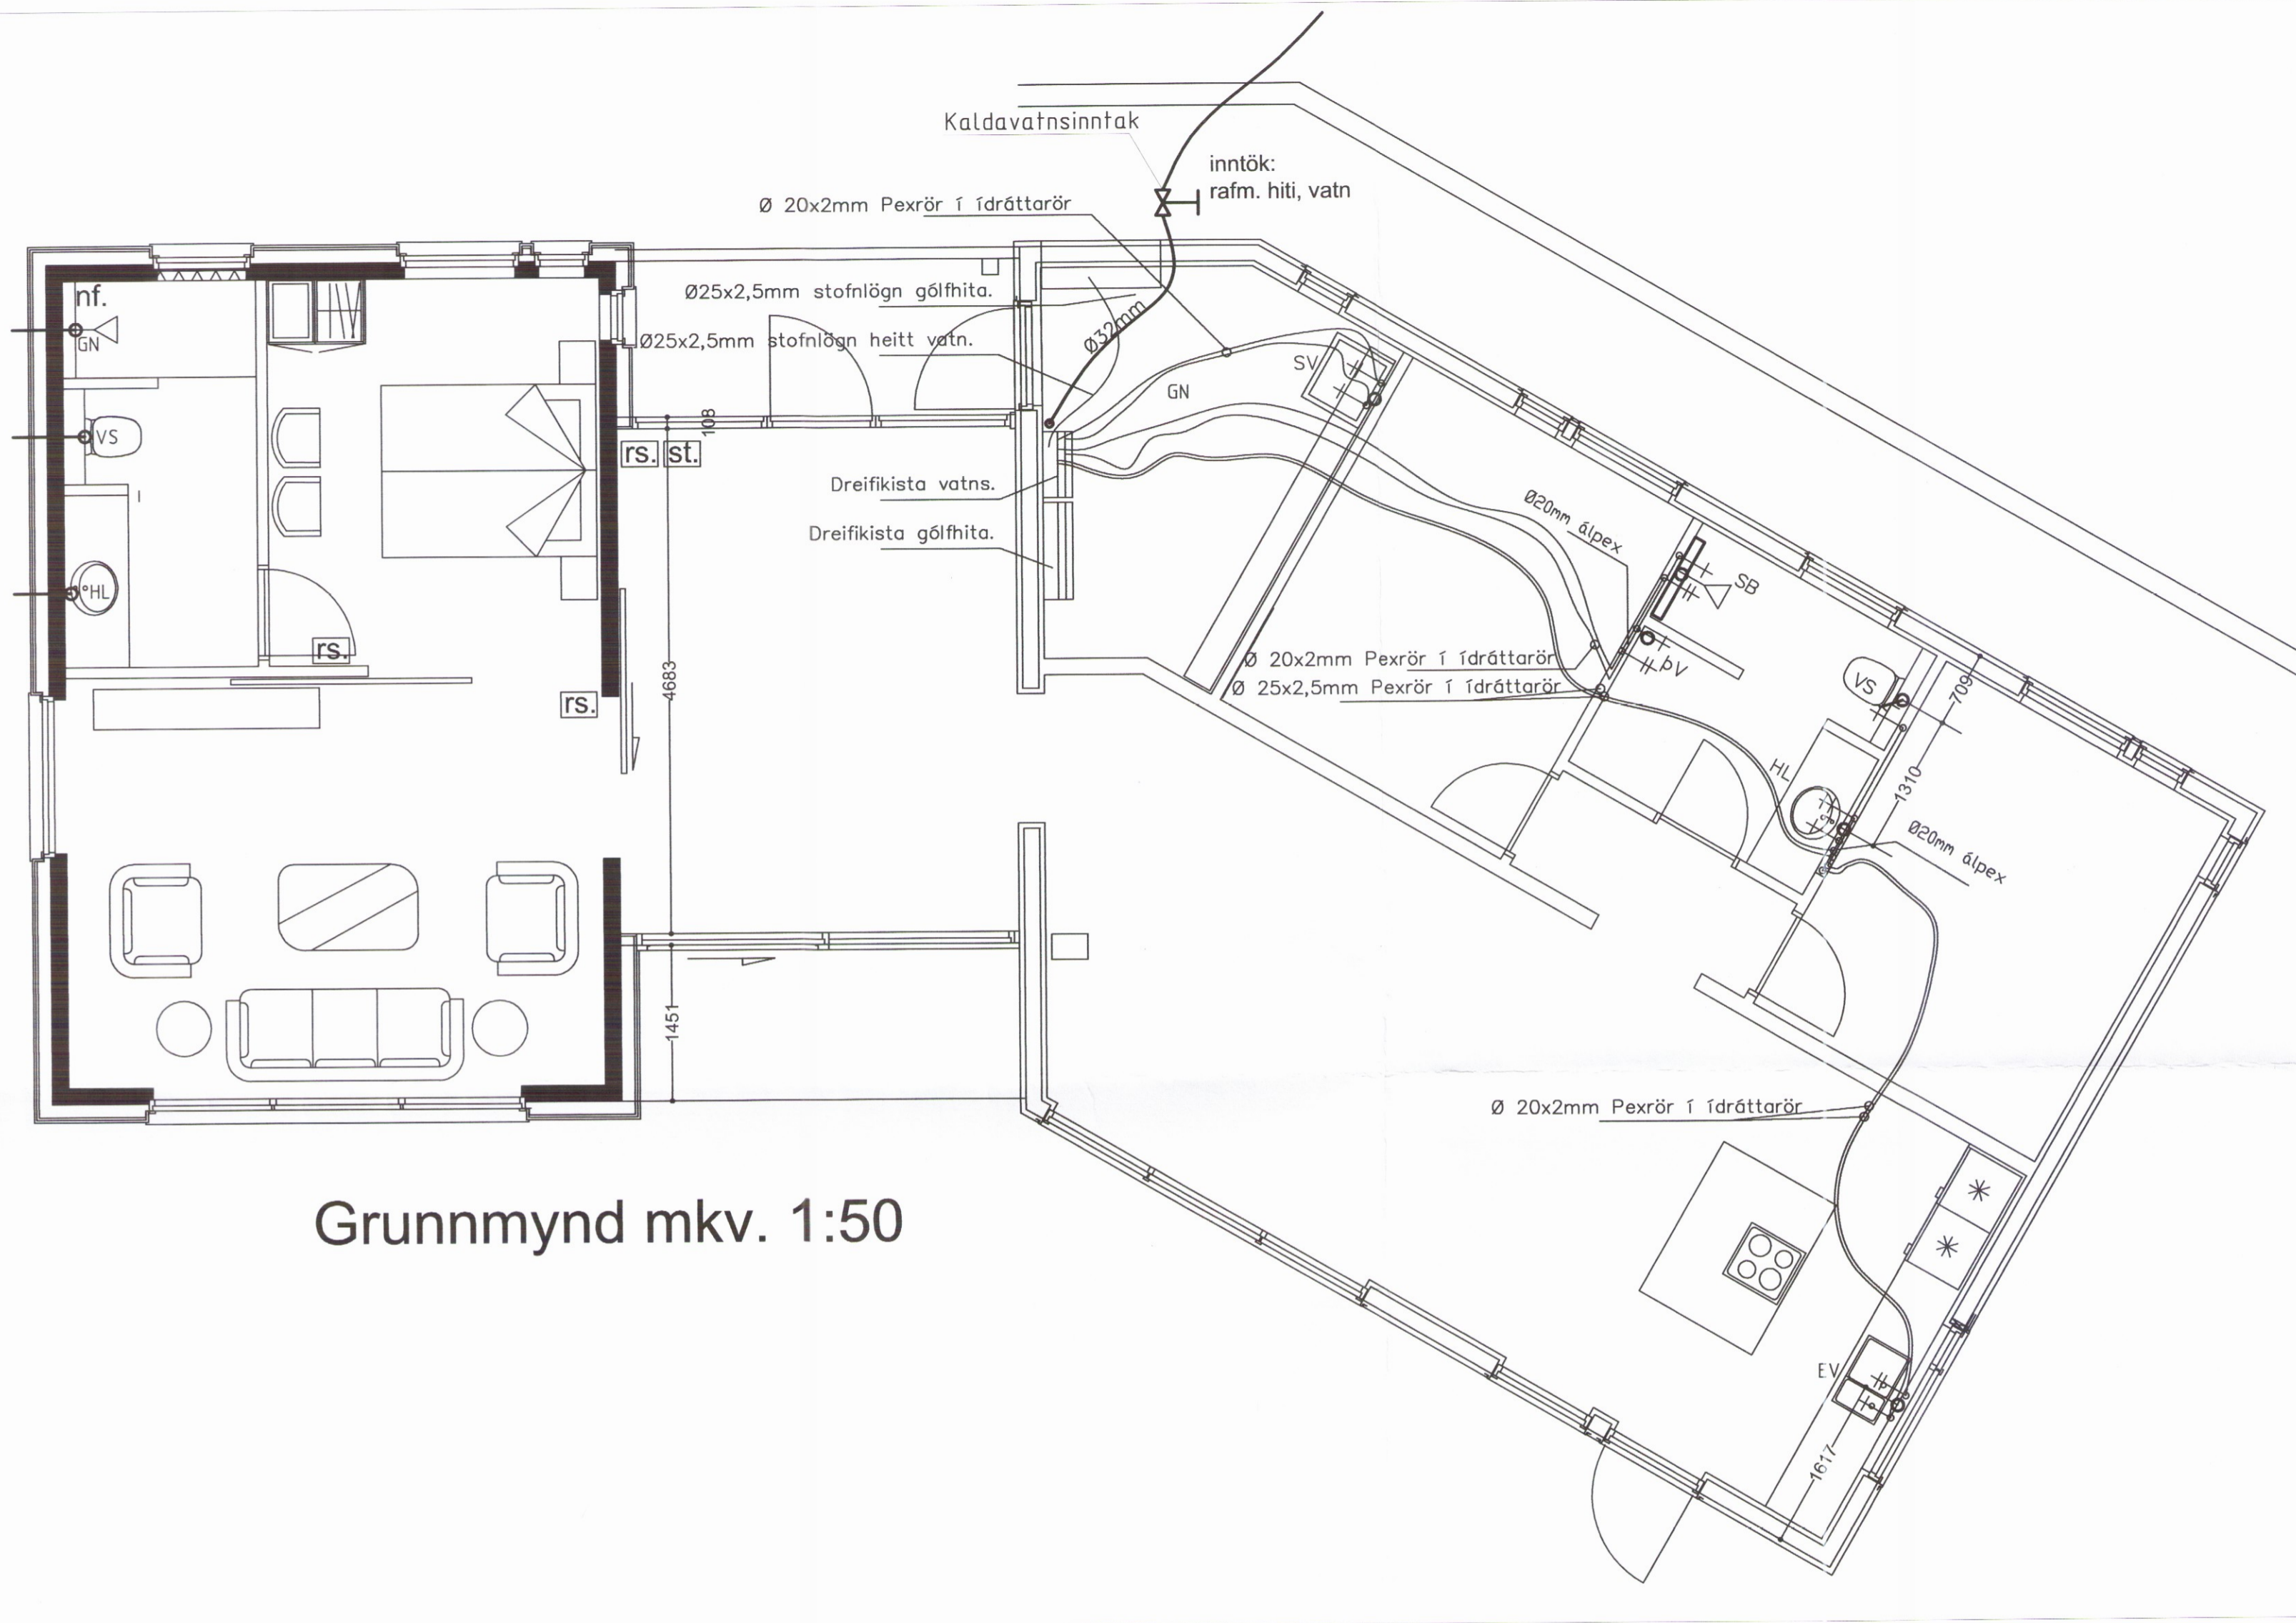 Kaldavatnsinntak
inntök:
rafm. hiti, vatn
Ø 20x2mm Pexrör í ídráttarör
Ø25x2,5mm stofnlögn gólfhita.
Ø25x2,5mm stofnlögn heitt vatn.
Ø32mm
nf.
GN
VS
HL
rs.
rs.
rs. st.
108
4683
1451
Dreifikista vatns.
Dreifikista gólfhita.
SV
GN
Ø20mm álpex
SB
ÞV
Ø 20x2mm Pexrör í ídráttarör
Ø 25x2,5mm Pexrör í ídráttarör
VS
709
HL
1310
Ø20mm álpex
Ø 20x2mm Pexrör í ídráttarör
EV
1617
Grunnmynd mkv. 1:50